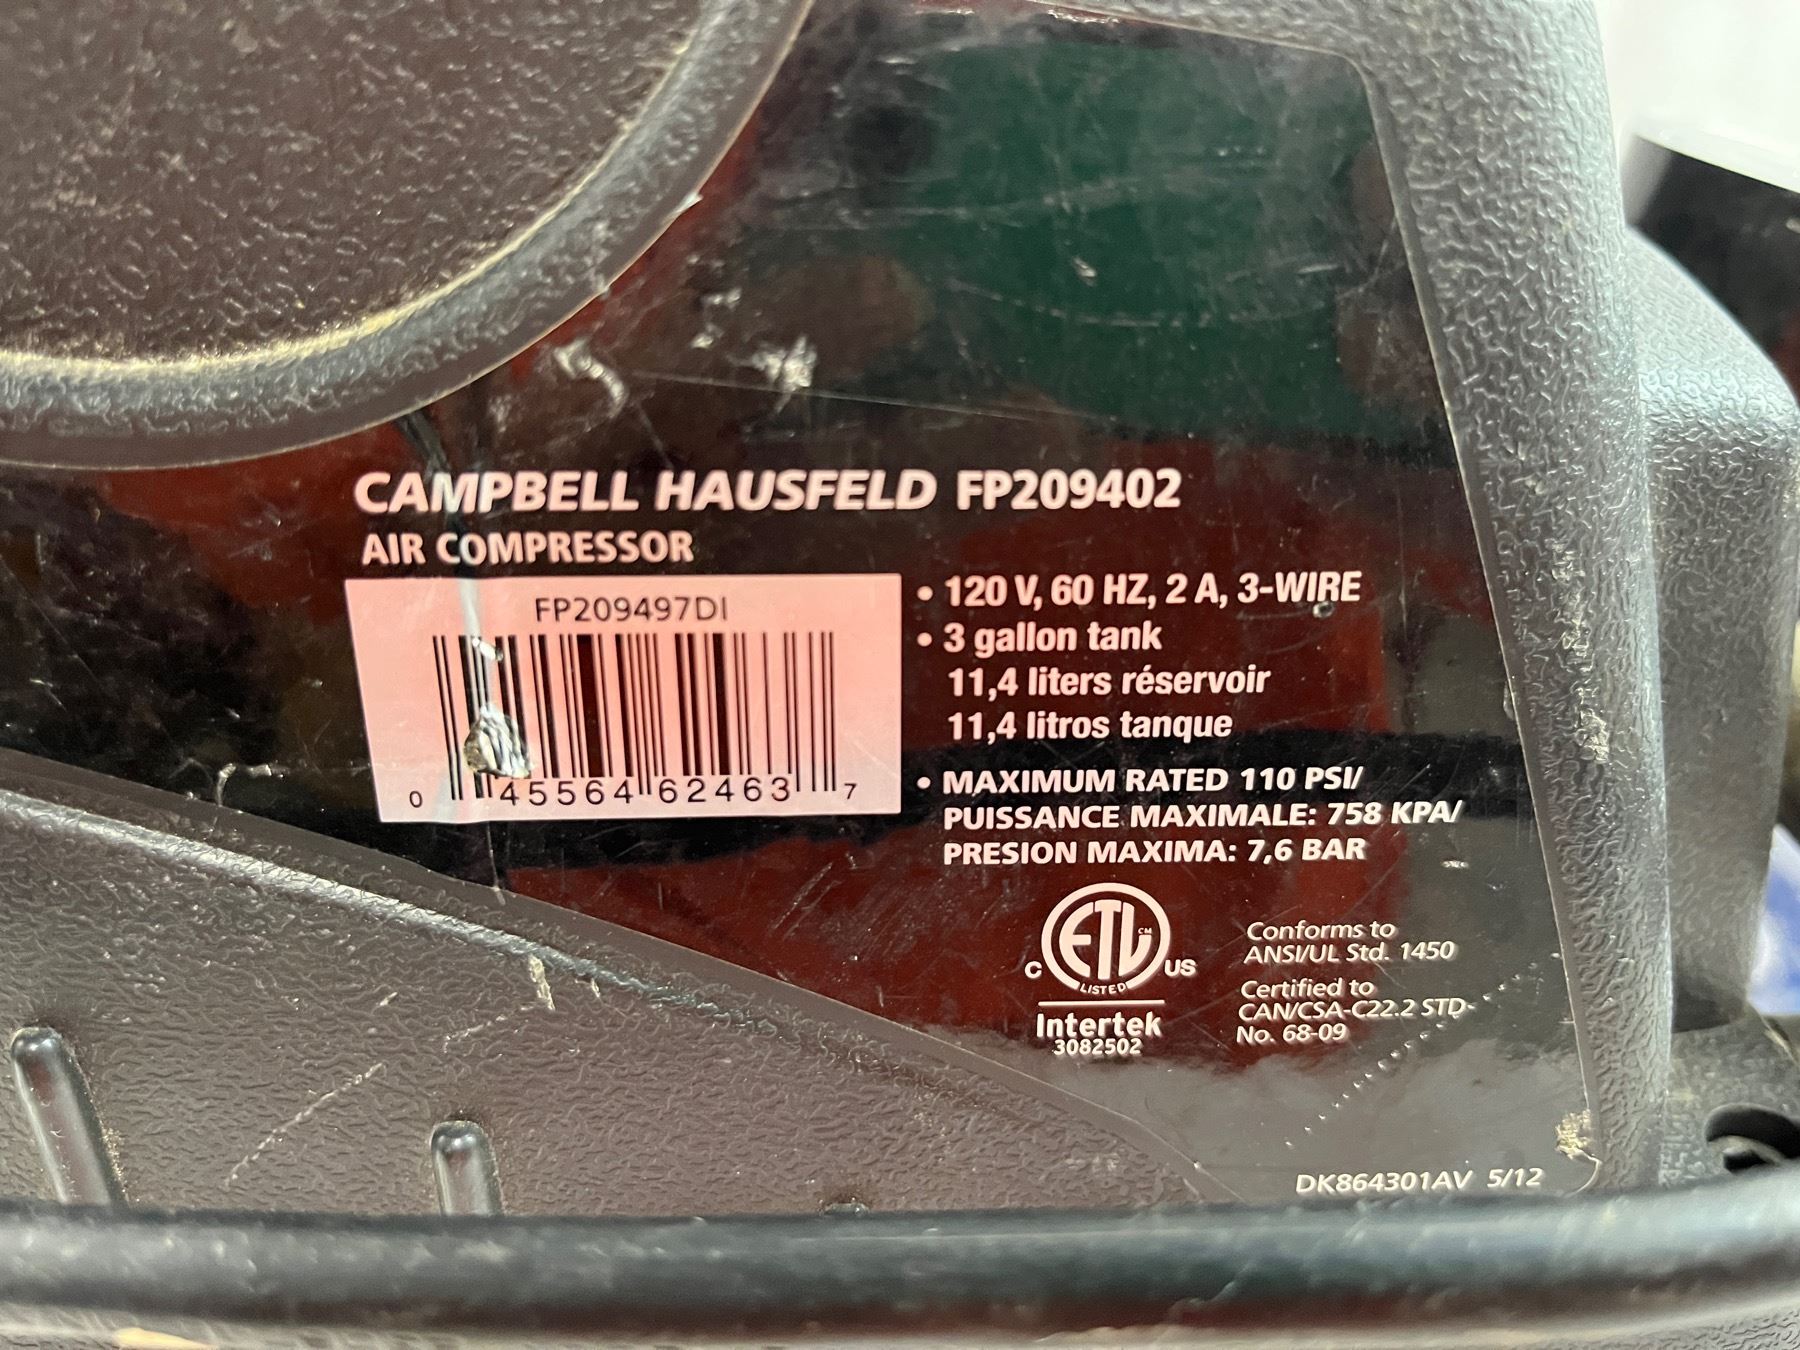 CAMPBELL HAUSFELD FP209402
AIR COMPRESSOR
FP209497DI
0 45564 62463 7
• 120 V, 60 HZ, 2 A, 3-WIRE
• 3 gallon tank
11,4 liters réservoir
11,4 litros tanque
• MAXIMUM RATED 110 PSI/
PUISSANCE MAXIMALE: 758 KPA/
PRESION MAXIMA: 7,6 BAR
C ETL CM US
LISTED
Intertek
3082502
Conforms to
ANSI/UL Std. 1450
Certified to
CAN/CSA-C22.2 STD-
No. 68-09
DK864301AV 5/12